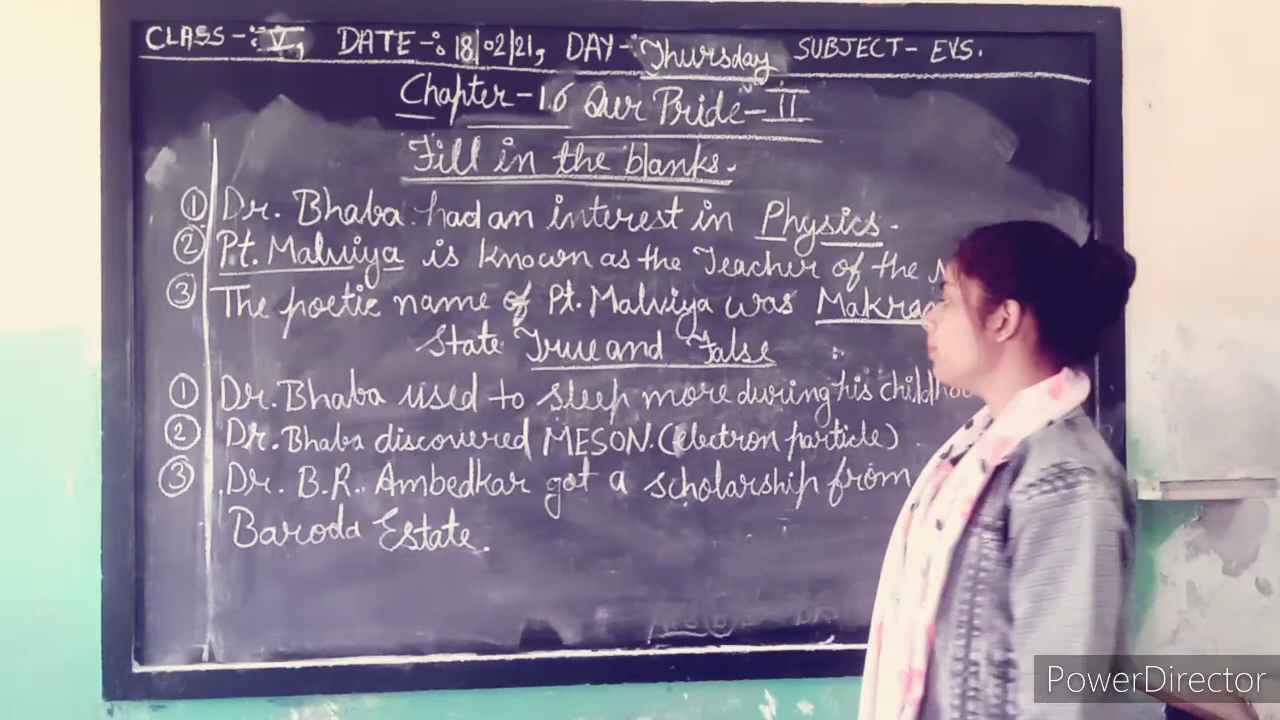 CLASS-: V, DATE-: 18/02/21, DAY-: Thursday SUBJECT- EVS.
Chapter-16 Our Pride-II
Fill in the blanks.
① Dr. Bhaba had an interest in Physics.
② Pt. Malviya is known as the Teacher of the
③ The poetic name of Pt. Malviya was
State True and False
① Dr. Bhaba used to sleep more during his
② Dr. Bhaba discovered MESON. (electron particle)
③ Dr. B.R. Ambedkar got a scholarship from
Baroda Estate.
PowerDirector